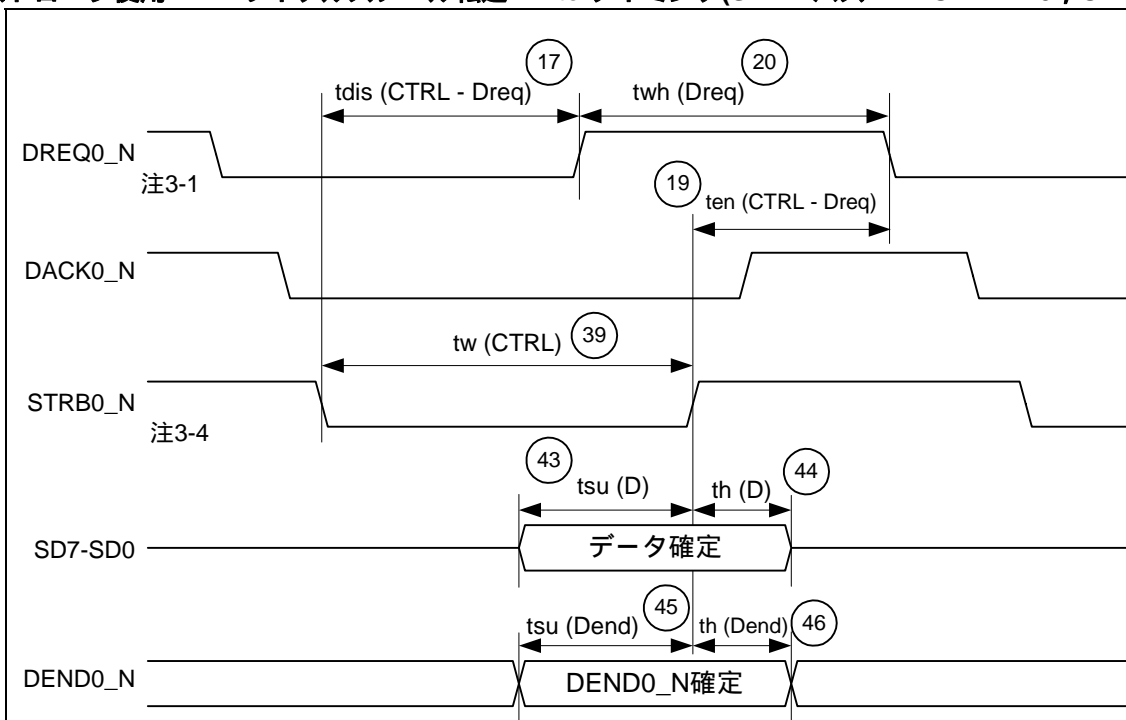 17
20
tdis (CTRL - Dreq)
twh (Dreq)
DREQ0_N
注3-1
19
ten (CTRL - Dreq)
DACK0_N
tw (CTRL)
39
STRB0_N
注3-4
43
44
tsu (D)
th (D)
SD7-SD0
データ確定
45
46
tsu (Dend)
th (Dend)
DEND0_N
DEND0_N確定